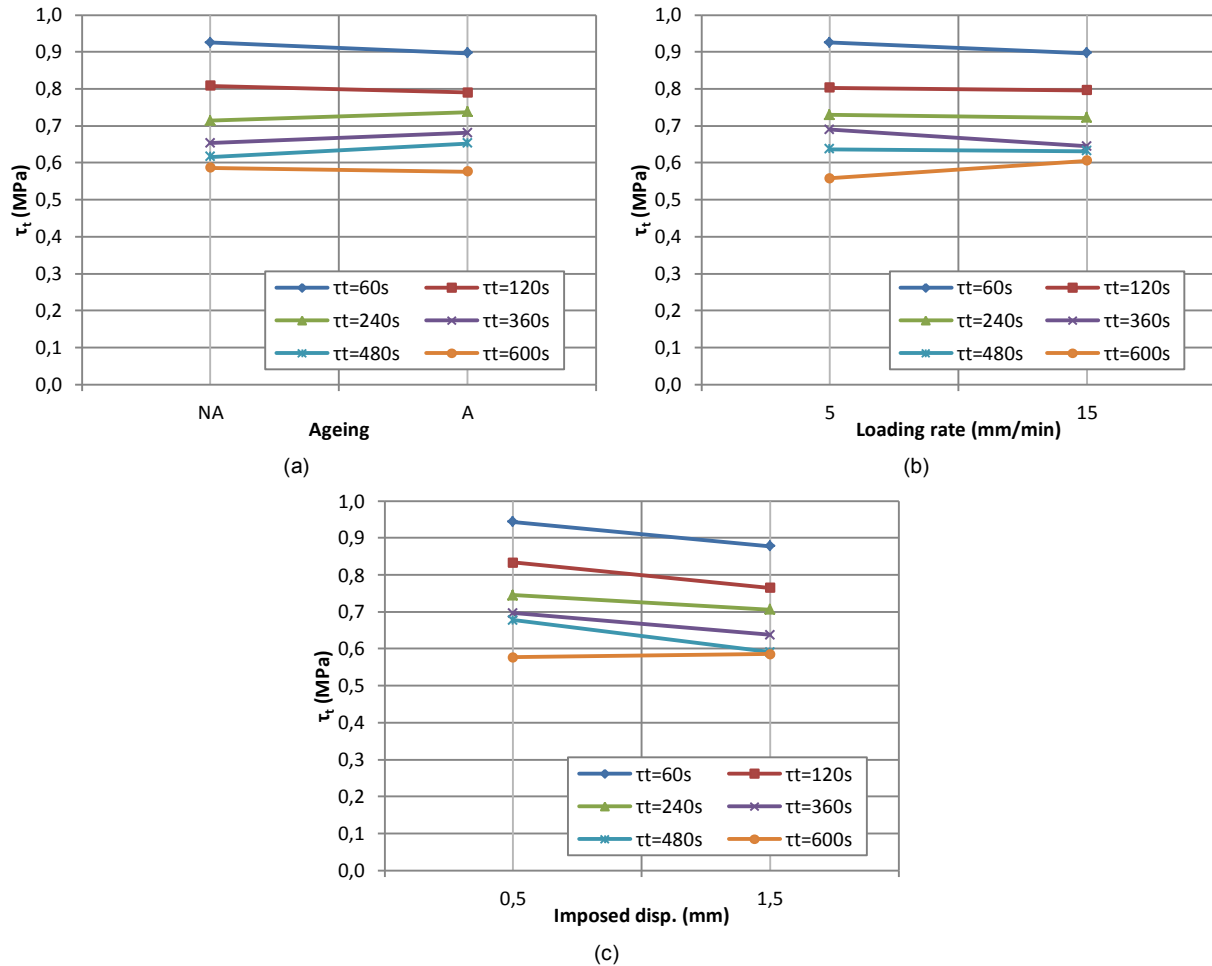 1,0
0,9
0,8
0,7
0,6
0,5
0,4
0,3
0,2
0,1
0,0
τt (MPa)
τt=60s τt=120s
τt=240s τt=360s
τt=480s τt=600s
NA A
Ageing
(a)
1,0
0,9
0,8
0,7
0,6
0,5
0,4
0,3
0,2
0,1
0,0
τt (MPa)
τt=60s τt=120s
τt=240s τt=360s
τt=480s τt=600s
5 15
Loading rate (mm/min)
(b)
1,0
0,9
0,8
0,7
0,6
0,5
0,4
0,3
0,2
0,1
0,0
τt (MPa)
τt=60s τt=120s
τt=240s τt=360s
τt=480s τt=600s
0,5 1,5
Imposed disp. (mm)
(c)